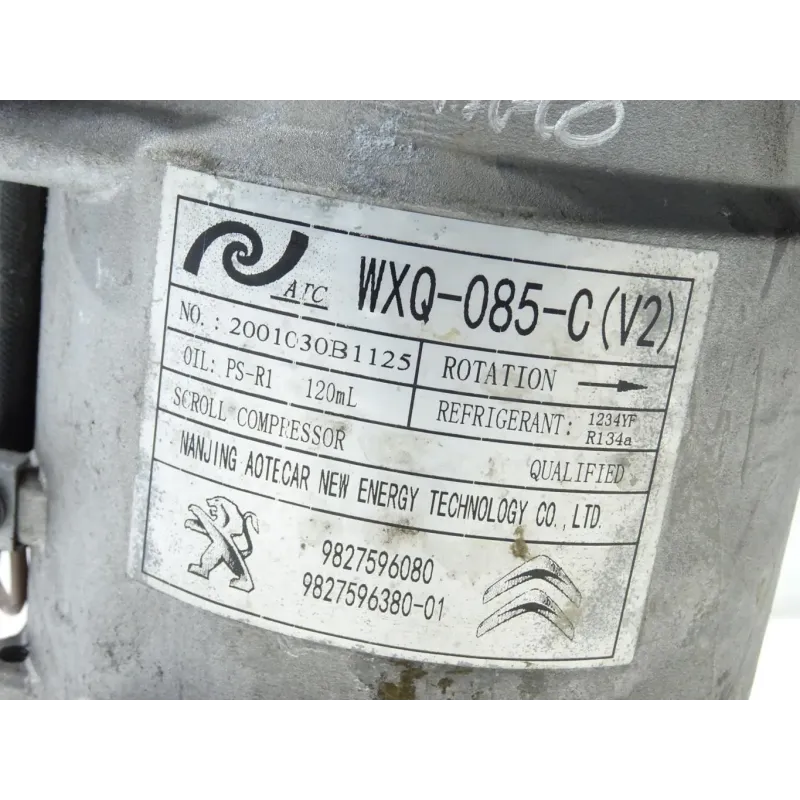 ATC WXQ-085-C(V2)
NO.: 2001030B1125
ROTATION
OIL: PS-R1 120mL
REFRIGERANT: 1234YF
R134a
SCROLL COMPRESSOR
QUALIFIED
NANJING AOTECAR NEW ENERGY TECHNOLOGY CO., LTD.
9827596080
9827596380-01